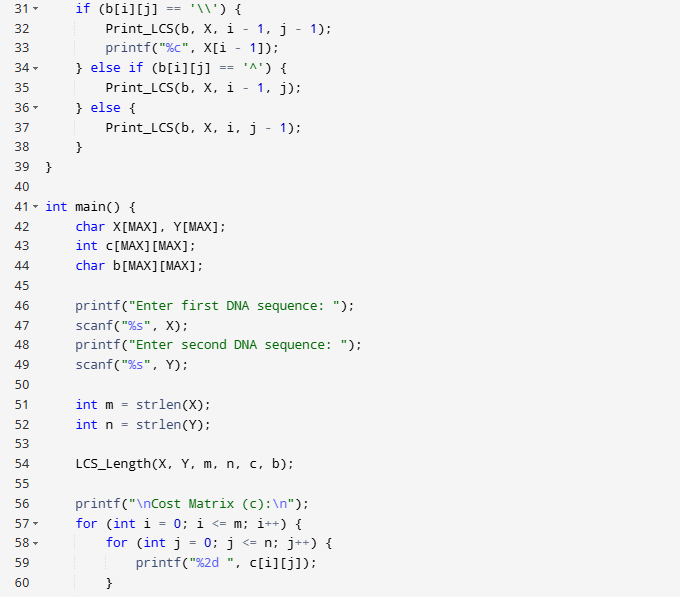 31 if (b[i][j] == '\\') {
32 Print_LCS(b, X, i - 1, j - 1);
33 printf("%c", X[i - 1]);
34 } else if (b[i][j] == '^') {
35 Print_LCS(b, X, i - 1, j);
36 } else {
37 Print_LCS(b, X, i, j - 1);
38 }
39 }
40
41 int main() {
42 char X[MAX], Y[MAX];
43 int c[MAX][MAX];
44 char b[MAX][MAX];
45
46 printf("Enter first DNA sequence: ");
47 scanf("%s", X);
48 printf("Enter second DNA sequence: ");
49 scanf("%s", Y);
50
51 int m = strlen(X);
52 int n = strlen(Y);
53
54 LCS_Length(X, Y, m, n, c, b);
55
56 printf("\nCost Matrix (c):\n");
57 for (int i = 0; i <= m; i++) {
58 for (int j = 0; j <= n; j++) {
59 printf("%2d ", c[i][j]);
60 }